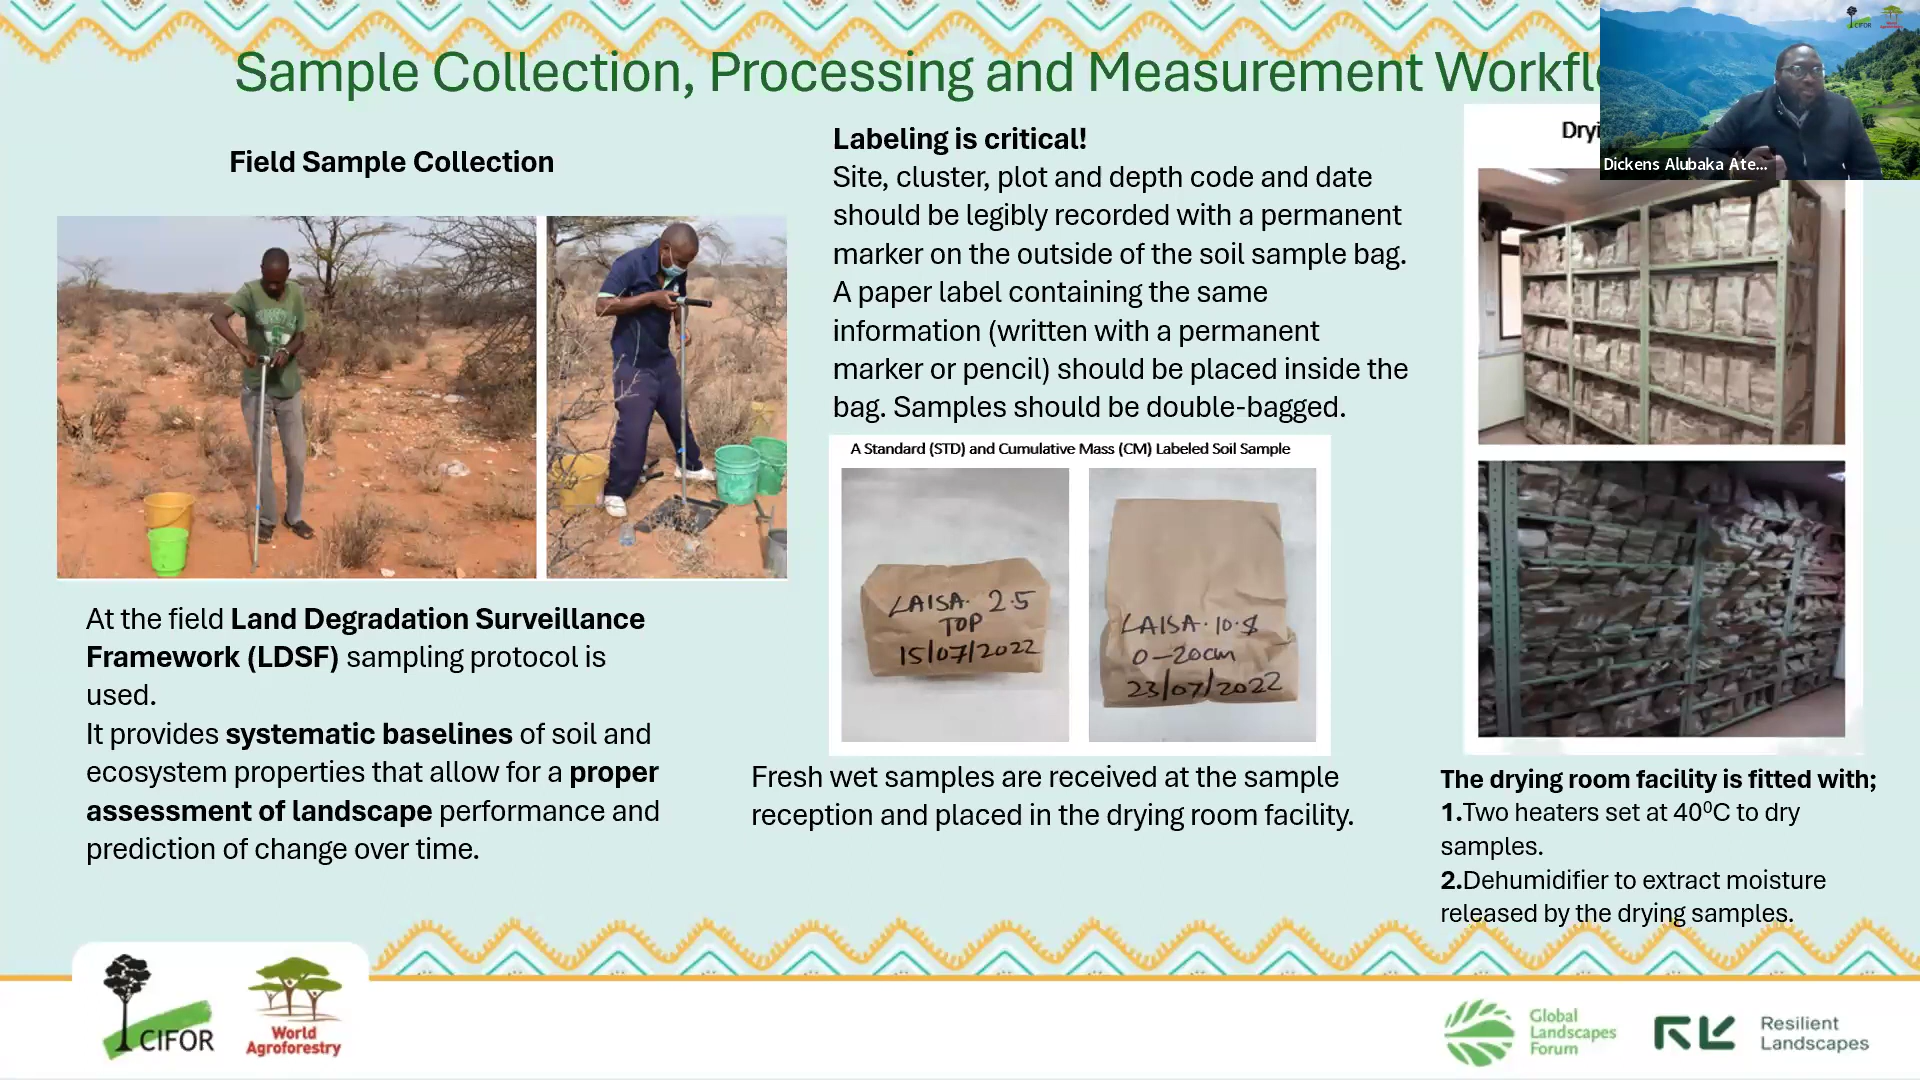 Sample Collection, Processing and Measurement
Field Sample Collection
At the field Land Degradation Surveillance
Framework (LDSF) sampling protocol is
used.
It provides systematic baselines of soil and
ecosystem properties that allow for a proper
assessment of landscape performance and
prediction of change over time.
Labeling is critical!
Site, cluster, plot and depth code and date
should be legibly recorded with a permanent
marker on the outside of the soil sample bag.
A paper label containing the same
information (written with a permanent
marker or pencil) should be placed inside the
bag. Samples should be double-bagged.
A Standard (STD) and Cumulative Mass (CM) Labeled Soil Sample
LAISA. 2.5
TOP
15/07/2022
LAISA. 10.8
0-20cm
23/07/2022
Fresh wet samples are received at the sample
reception and placed in the drying room facility.
CIFOR
Dickens Alubaka Ate...
The drying room facility is fitted with;
1.Two heaters set at 40⁰C to dry
samples.
2.Dehumidifier to extract moisture
released by the drying samples.
CIFOR
World
Agroforestry
Global
Landscapes
Forum
Resilient
Landscapes